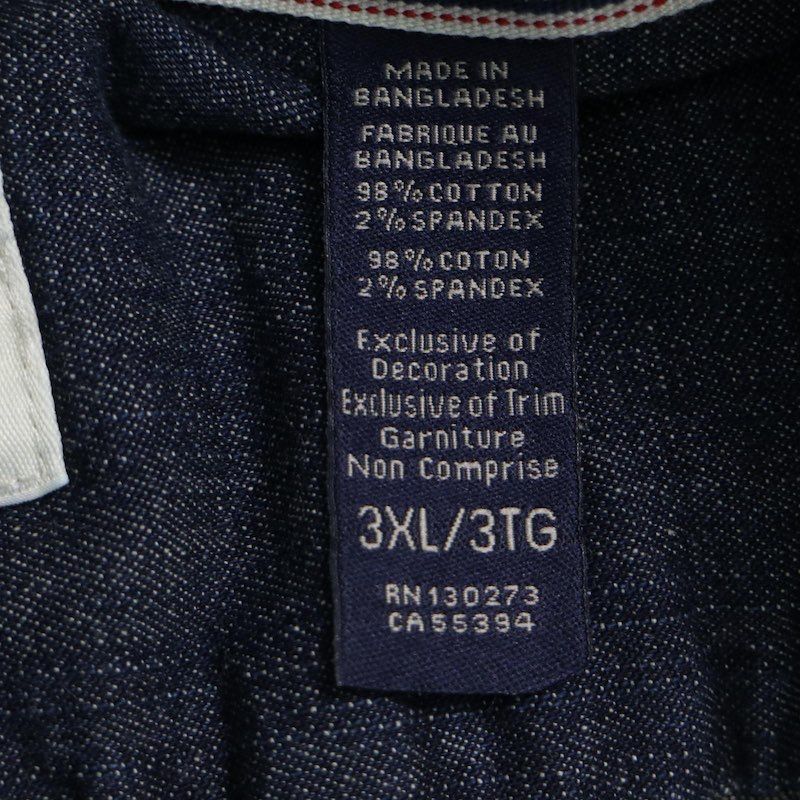 MADE IN
BANGLADESH
FABRIQUE AU
BANGLADESH
98% COTTON
2% SPANDEX
98% COTON
2% SPANDEX
Exclusive of
Decoration
Exclusive of Trim
Garniture
Non Comprise
3XL/3TG
RN130273
CA55394